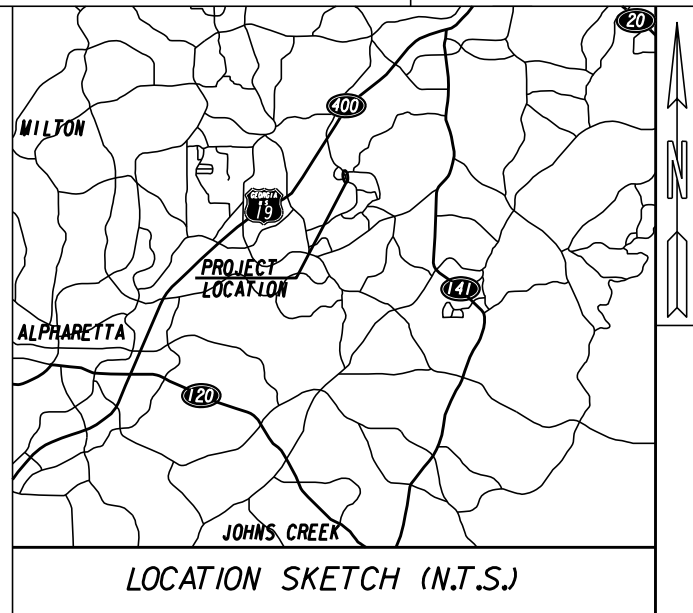 20
400
MILTON
N
GEORGIA
U.S.
19
PROJECT
LOCATION
141
ALPHARETTA
120
JOHNS CREEK
LOCATION SKETCH (N.T.S.)